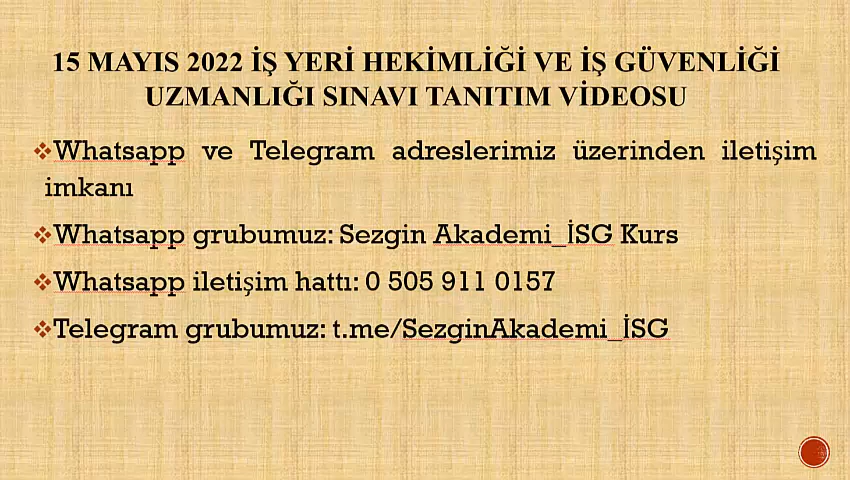 15 MAYIS 2022 İŞ YERİ HEKİMLİĞİ VE İŞ GÜVENLİĞİ
UZMANLIĞI SINAVI TANITIM VİDEOSU
Whatsapp ve Telegram adreslerimiz üzerinden iletişim
imkanı
Whatsapp grubumuz: Sezgin Akademi_İSG Kurs
Whatsapp iletişim hattı: 0 505 911 0157
Telegram grubumuz: t.me/SezginAkademi_İSG